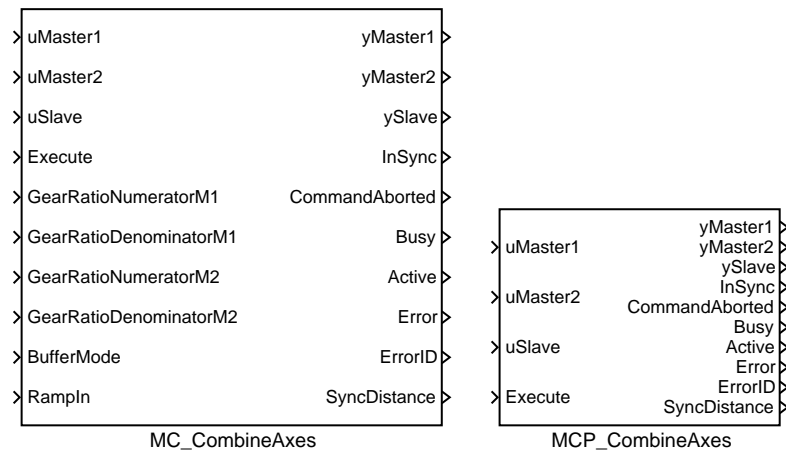 uMaster1
uMaster2
uSlave
Execute
GearRatioNumeratorM1
GearRatioDenominatorM1
GearRatioNumeratorM2
GearRatioDenominatorM2
BufferMode
RampIn
yMaster1
yMaster2
ySlave
InSync
CommandAborted
Busy
Active
Error
ErrorID
SyncDistance
MC_CombineAxes
uMaster1
uMaster2
uSlave
Execute
yMaster1
yMaster2
ySlave
InSync
CommandAborted
Busy
Active
Error
ErrorID
SyncDistance
MCP_CombineAxes